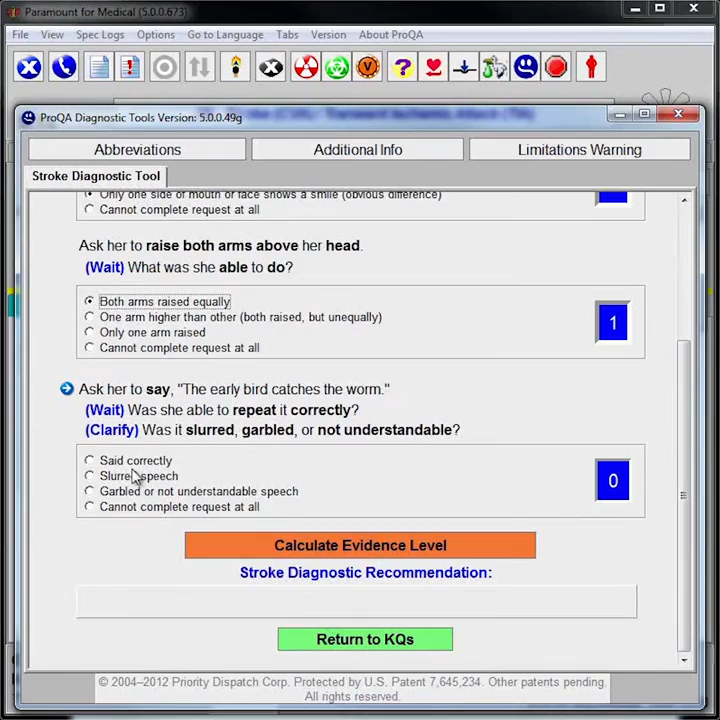 Paramount for Medical (5.0.0.673)
File View Spec Logs Options Go to Language Tabs Version About ProQA
ProQA Diagnostic Tools Version: 5.0.0.49g
Abbreviations Additional Info Limitations Warning
Stroke Diagnostic Tool
Only one side of mouth or face shows a smile (obvious difference)
Cannot complete request at all
Ask her to raise both arms above her head.
(Wait) What was she able to do?
Both arms raised equally
One arm higher than other (both raised, but unequally)
Only one arm raised
Cannot complete request at all
1
Ask her to say, "The early bird catches the worm."
(Wait) Was she able to repeat it correctly?
(Clarify) Was it slurred, garbled, or not understandable?
Said correctly
Slurred speech
Garbled or not understandable speech
Cannot complete request at all
0
Calculate Evidence Level
Stroke Diagnostic Recommendation:
Return to KQs
© 2004–2012 Priority Dispatch Corp. Protected by U.S. Patent 7,645,234. Other patents pending.
All rights reserved.